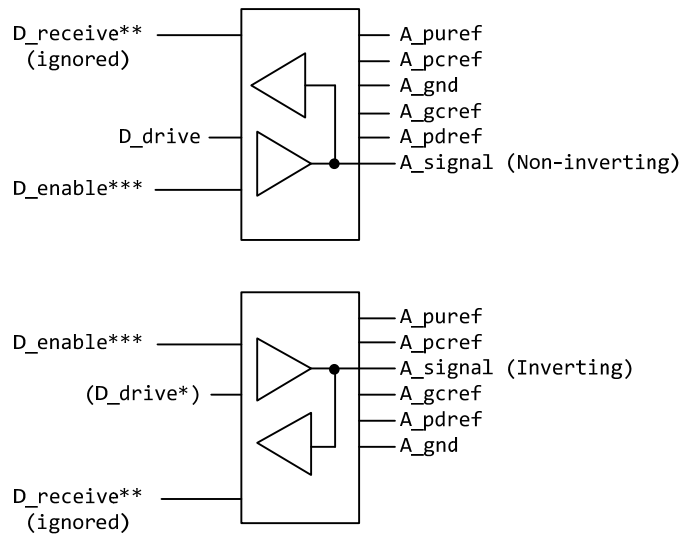 D_receive**
(ignored)
D_drive
D_enable***
A_puref
A_pcref
A_gnd
A_gcref
A_pdref
A_signal (Non-inverting)
D_enable***
(D_drive*)
D_receive**
(ignored)
A_puref
A_pcref
A_signal (Inverting)
A_gcref
A_pdref
A_gnd